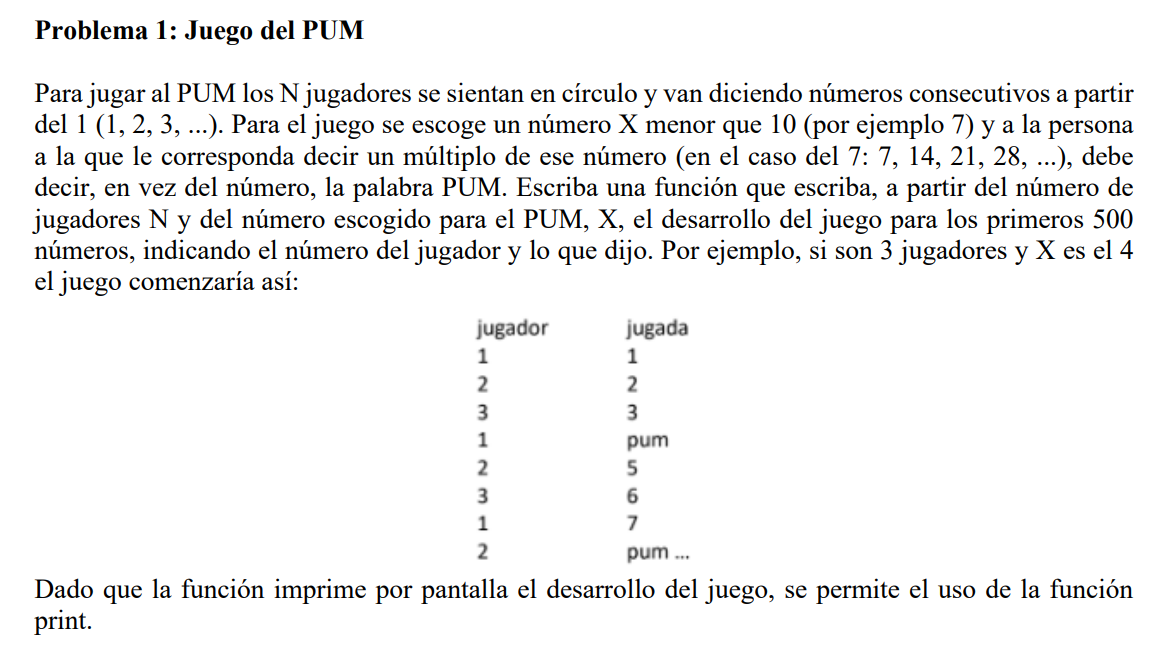 Problema 1: Juego del PUM
Para jugar al PUM los N jugadores se sientan en círculo y van diciendo números consecutivos a partir
del 1 (1, 2, 3, ...). Para el juego se escoge un número X menor que 10 (por ejemplo 7) y a la persona
a la que le corresponda decir un múltiplo de ese número (en el caso del 7: 7, 14, 21, 28, ...), debe
decir, en vez del número, la palabra PUM. Escriba una función que escriba, a partir del número de
jugadores N y del número escogido para el PUM, X, el desarrollo del juego para los primeros 500
números, indicando el número del jugador y lo que dijo. Por ejemplo, si son 3 jugadores y X es el 4
el juego comenzaría así:
jugador jugada
1 1
2 2
3 3
1 pum
2 5
3 6
1 7
2 pum ...
Dado que la función imprime por pantalla el desarrollo del juego, se permite el uso de la función
print.